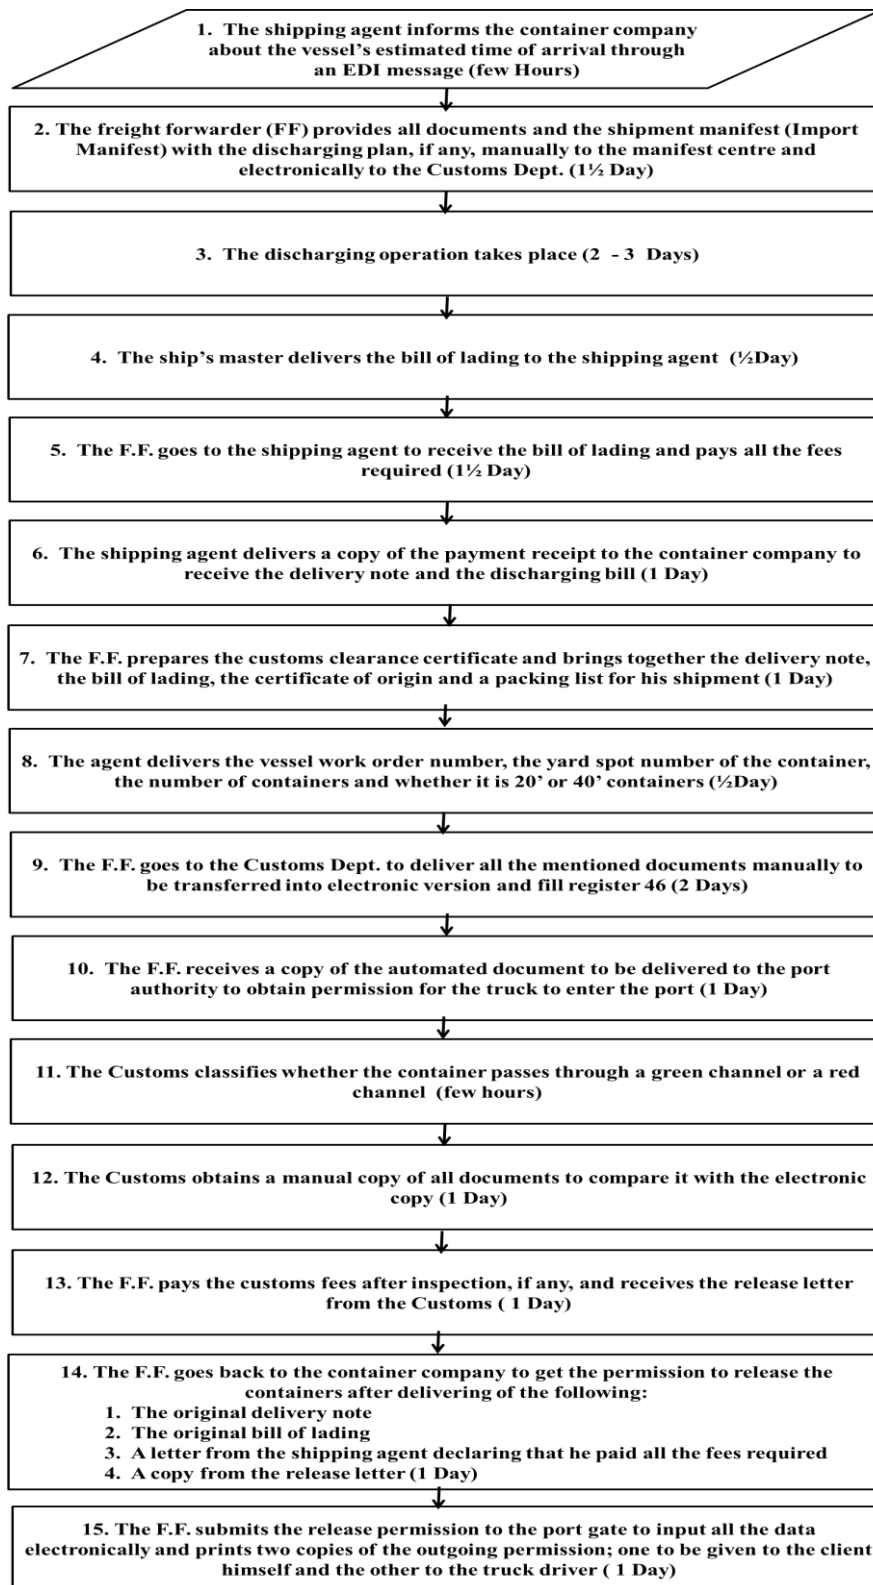 1. The shipping agent informs the container company
about the vessel's estimated time of arrival through
an EDI message (few Hours)
2. The freight forwarder (FF) provides all documents and the shipment manifest (Import
Manifest) with the discharging plan, if any, manually to the manifest centre and
electronically to the Customs Dept. (1½ Day)
3. The discharging operation takes place (2 - 3 Days)
4. The ship's master delivers the bill of lading to the shipping agent (½Day)
5. The F.F. goes to the shipping agent to receive the bill of lading and pays all the fees
required (1½ Day)
6. The shipping agent delivers a copy of the payment receipt to the container company to
receive the delivery note and the discharging bill (1 Day)
7. The F.F. prepares the customs clearance certificate and brings together the delivery note,
the bill of lading, the certificate of origin and a packing list for his shipment (1 Day)
8. The agent delivers the vessel work order number, the yard spot number of the container,
the number of containers and whether it is 20' or 40' containers (½Day)
9. The F.F. goes to the Customs Dept. to deliver all the mentioned documents manually to
be transferred into electronic version and fill register 46 (2 Days)
10. The F.F. receives a copy of the automated document to be delivered to the port
authority to obtain permission for the truck to enter the port (1 Day)
11. The Customs classifies whether the container passes through a green channel or a red
channel (few hours)
12. The Customs obtains a manual copy of all documents to compare it with the electronic
copy (1 Day)
13. The F.F. pays the customs fees after inspection, if any, and receives the release letter
from the Customs ( 1 Day)
14. The F.F. goes back to the container company to get the permission to release the
containers after delivering of the following:
1. The original delivery note
2. The original bill of lading
3. A letter from the shipping agent declaring that he paid all the fees required
4. A copy from the release letter (1 Day)
15. The F.F. submits the release permission to the port gate to input all the data
electronically and prints two copies of the outgoing permission; one to be given to the client
himself and the other to the truck driver ( 1 Day)